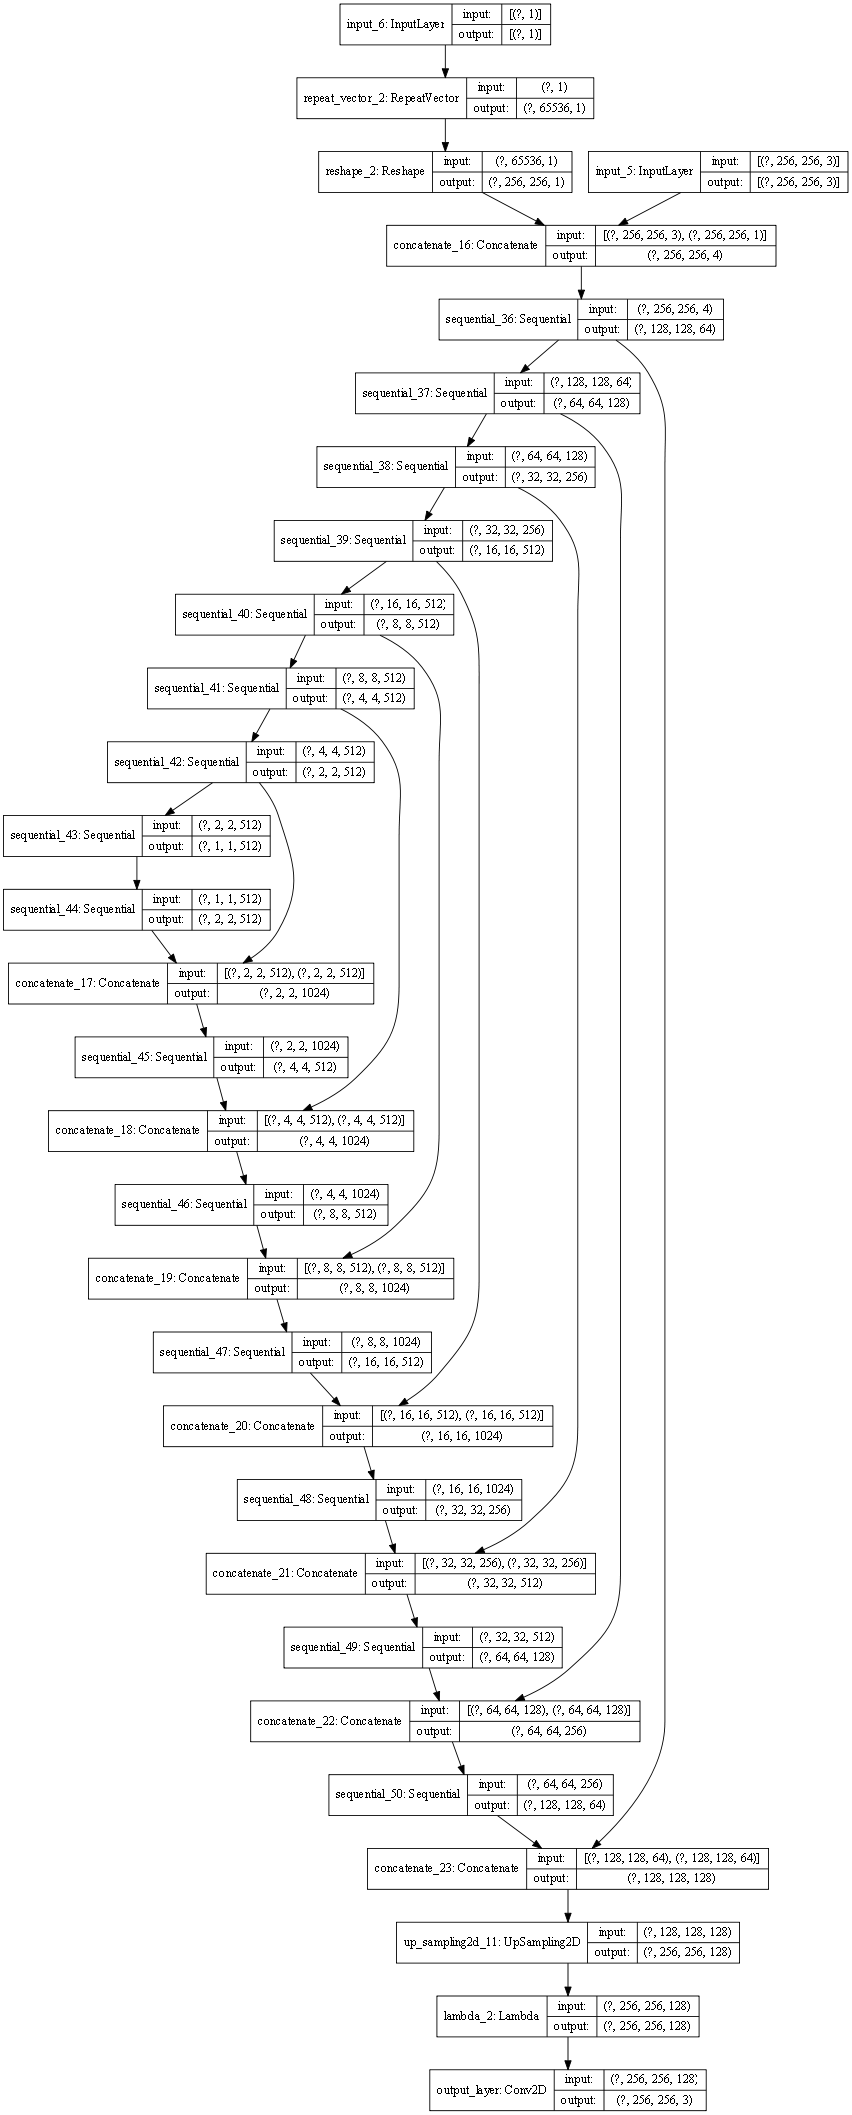 input_6: InputLayer
input: [(?, 1)]
output: [(?, 1)]
repeat_vector_2: RepeatVector
input: (?, 1)
output: (?, 65536, 1)
reshape_2: Reshape
input: (?, 65536, 1)
output: (?, 256, 256, 1)
input_5: InputLayer
input: [(?, 256, 256, 3)]
output: [(?, 256, 256, 3)]
concatenate_16: Concatenate
input: [(?, 256, 256, 3), (?, 256, 256, 1)]
output: (?, 256, 256, 4)
sequential_36: Sequential
input: (?, 256, 256, 4)
output: (?, 128, 128, 64)
sequential_37: Sequential
input: (?, 128, 128, 64)
output: (?, 64, 64, 128)
sequential_38: Sequential
input: (?, 64, 64, 128)
output: (?, 32, 32, 256)
sequential_39: Sequential
input: (?, 32, 32, 256)
output: (?, 16, 16, 512)
sequential_40: Sequential
input: (?, 16, 16, 512)
output: (?, 8, 8, 512)
sequential_41: Sequential
input: (?, 8, 8, 512)
output: (?, 4, 4, 512)
sequential_42: Sequential
input: (?, 4, 4, 512)
output: (?, 2, 2, 512)
sequential_43: Sequential
input: (?, 2, 2, 512)
output: (?, 1, 1, 512)
sequential_44: Sequential
input: (?, 1, 1, 512)
output: (?, 2, 2, 512)
concatenate_17: Concatenate
input: [(?, 2, 2, 512), (?, 2, 2, 512)]
output: (?, 2, 2, 1024)
sequential_45: Sequential
input: (?, 2, 2, 1024)
output: (?, 4, 4, 512)
concatenate_18: Concatenate
input: [(?, 4, 4, 512), (?, 4, 4, 512)]
output: (?, 4, 4, 1024)
sequential_46: Sequential
input: (?, 4, 4, 1024)
output: (?, 8, 8, 512)
concatenate_19: Concatenate
input: [(?, 8, 8, 512), (?, 8, 8, 512)]
output: (?, 8, 8, 1024)
sequential_47: Sequential
input: (?, 8, 8, 1024)
output: (?, 16, 16, 512)
concatenate_20: Concatenate
input: [(?, 16, 16, 512), (?, 16, 16, 512)]
output: (?, 16, 16, 1024)
sequential_48: Sequential
input: (?, 16, 16, 1024)
output: (?, 32, 32, 256)
concatenate_21: Concatenate
input: [(?, 32, 32, 256), (?, 32, 32, 256)]
output: (?, 32, 32, 512)
sequential_49: Sequential
input: (?, 32, 32, 512)
output: (?, 64, 64, 128)
concatenate_22: Concatenate
input: [(?, 64, 64, 128), (?, 64, 64, 128)]
output: (?, 64, 64, 256)
sequential_50: Sequential
input: (?, 64, 64, 256)
output: (?, 128, 128, 64)
concatenate_23: Concatenate
input: [(?, 128, 128, 64), (?, 128, 128, 64)]
output: (?, 128, 128, 128)
up_sampling2d_11: UpSampling2D
input: (?, 128, 128, 128)
output: (?, 256, 256, 128)
lambda_2: Lambda
input: (?, 256, 256, 128)
output: (?, 256, 256, 128)
output_layer: Conv2D
input: (?, 256, 256, 128)
output: (?, 256, 256, 3)